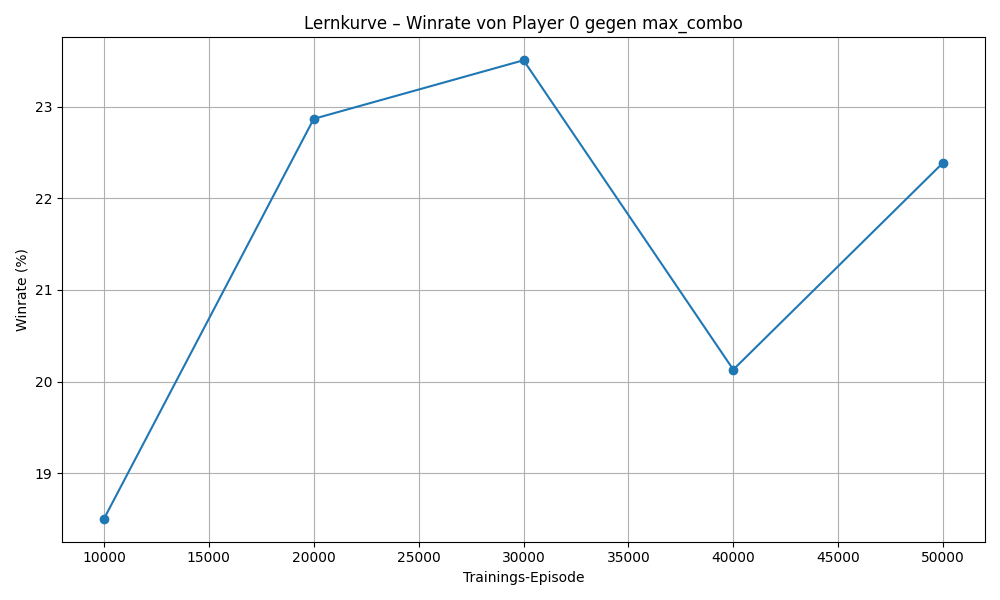 Lernkurve – Winrate von Player 0 gegen max_combo
Winrate (%)
23
22
21
20
19
10000 15000 20000 25000 30000 35000 40000 45000 50000
Trainings-Episode